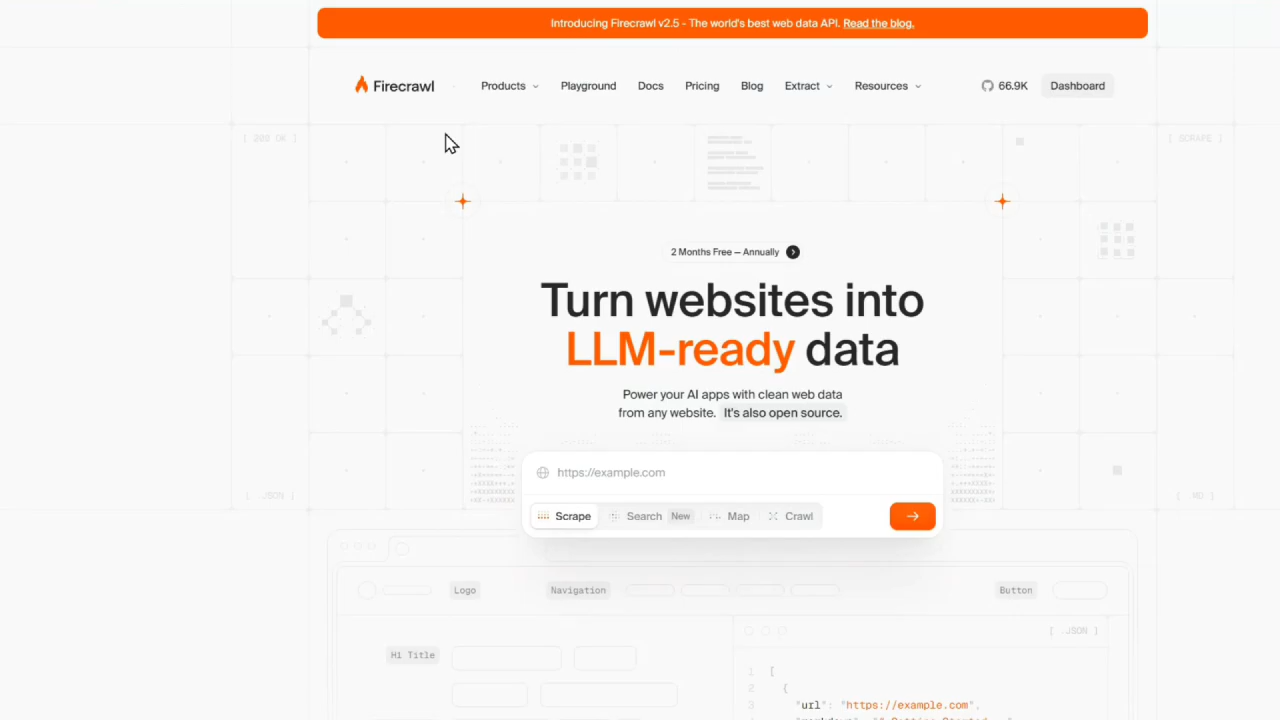 Introducing Firecrawl v2.5 - The world's best web data API. Read the blog.
Firecrawl Products Playground Docs Pricing Blog Extract Resources 66.9K Dashboard
[ 200 OK ]
[ SCRAPE ]
2 Months Free — Annually
Turn websites into
LLM-ready data
Power your AI apps with clean web data
from any website. It's also open source.
https://example.com
[ .JSON ]
[ MD ]
Scrape Search New Map Crawl
Logo Navigation Button
[ .JSON ]
H1 Title
1 [
2 {
3 "url": "https://example.com",